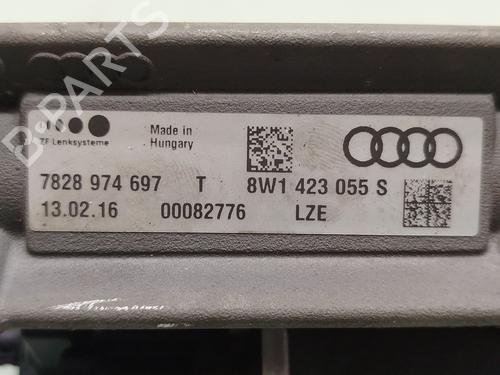 B-PARTS
ZF Lenksysteme
Made in
Hungary
7828 974 697 T 8W1 423 055 S
13.02.16 00082776 LZE